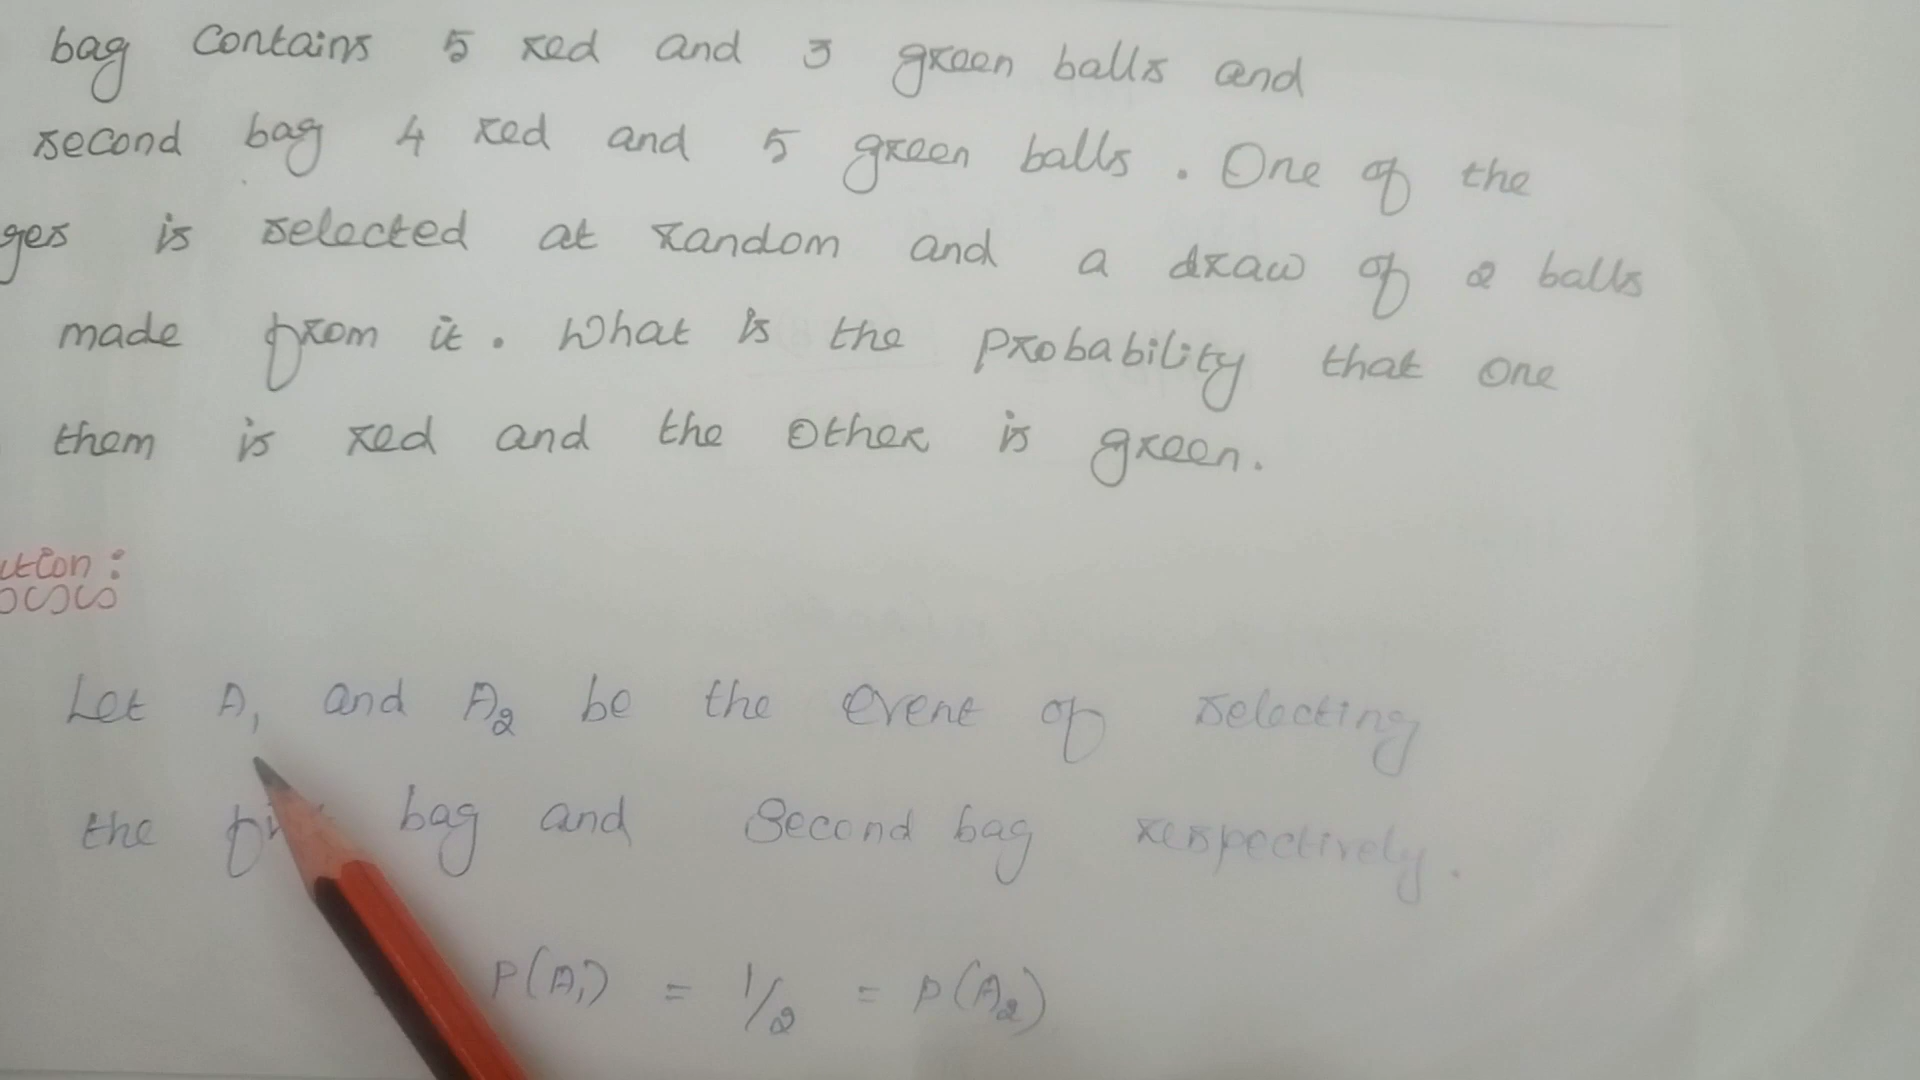 bag contains 5 red and 3 green balls and
second bag 4 red and 5 green balls. One of the
ges is selected at random and a draw of 2 balls
made from it. What is the probability that one
them is red and the other is green.
ution:
Let A₁ and A₂ be the event of selecting
the bag and Second bag respectively.
P(A₁) = 1/2 = P(A₂)